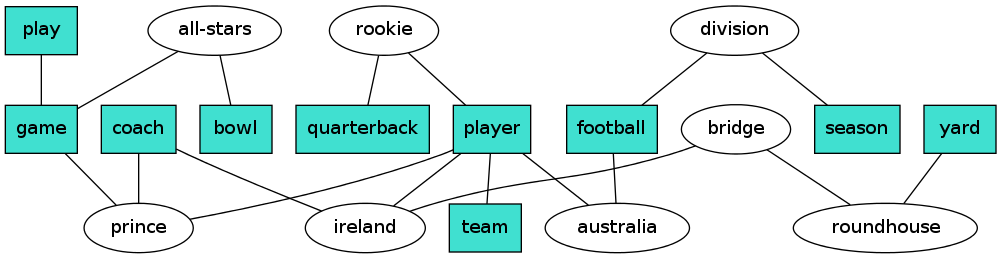 play
all-stars
rookie
division
game
coach
bowl
quarterback
player
football
bridge
season
yard
prince
ireland
team
australia
roundhouse